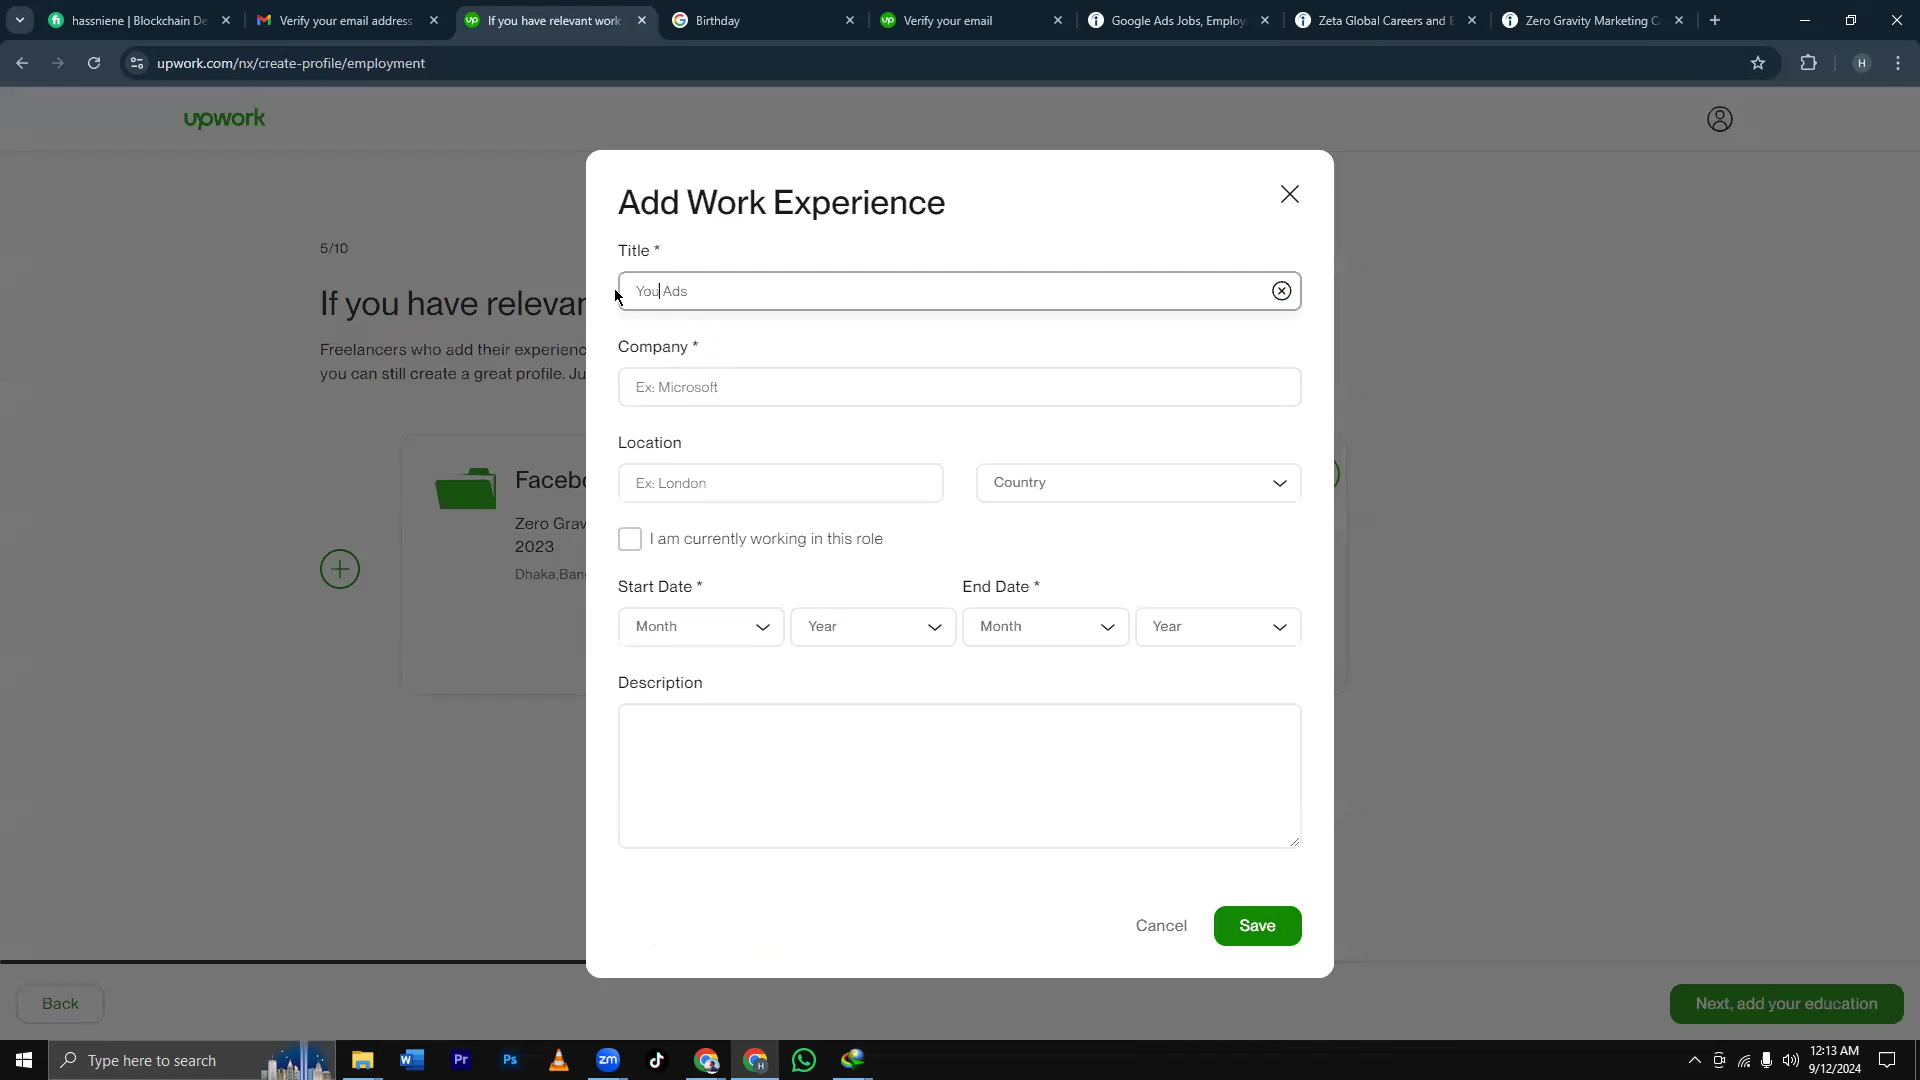 hassniene | Blockchain De
Verify your email address
If you have relevant work
Birthday
Verify your email
Google Ads Jobs, Employ
Zeta Global Careers and E
Zero Gravity Marketing C
upwork.com/nx/create-profile/employment
H
upwork
Add Work Experience
5/10
Title *
If you have relevan
You Ads
Freelancers who add their experienc
Company *
you can still create a great profile. Ju
Ex: Microsoft
Location
Facebo
Ex: London
Country
Zero Grav
2023
I am currently working in this role
Dhaka,Ban
Start Date *
End Date *
Month
Year
Month
Year
Description
Cancel
Save
Back
Next, add your education
Type here to search
Pr
Ps
zm
12:13 AM
9/12/2024